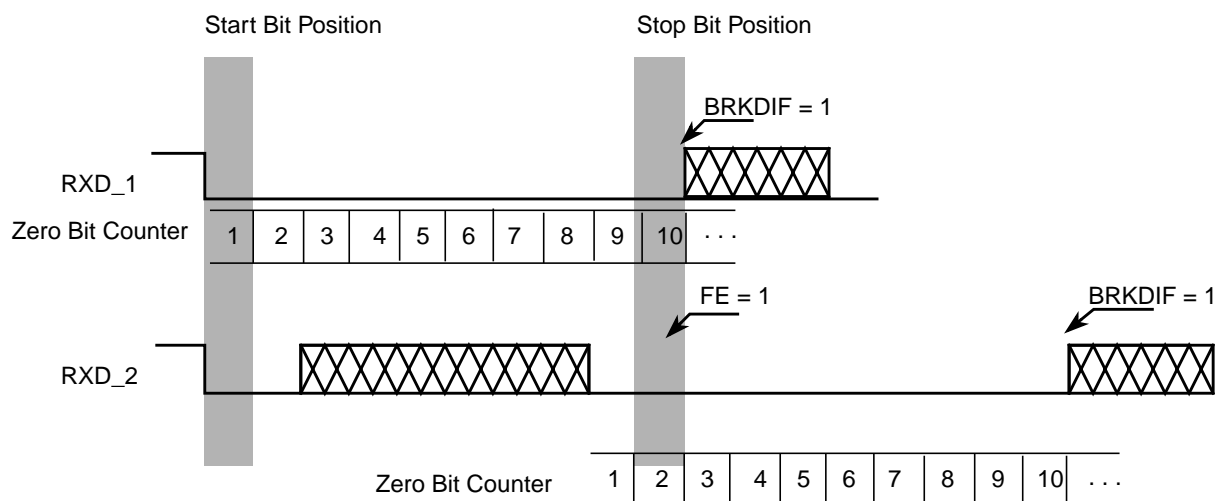 Start Bit Position
Stop Bit Position
BRKDIF = 1
RXD_1
Zero Bit Counter 1 2 3 4 5 6 7 8 9 10 . . .
FE = 1
BRKDIF = 1
RXD_2
Zero Bit Counter 1 2 3 4 5 6 7 8 9 10 . . .